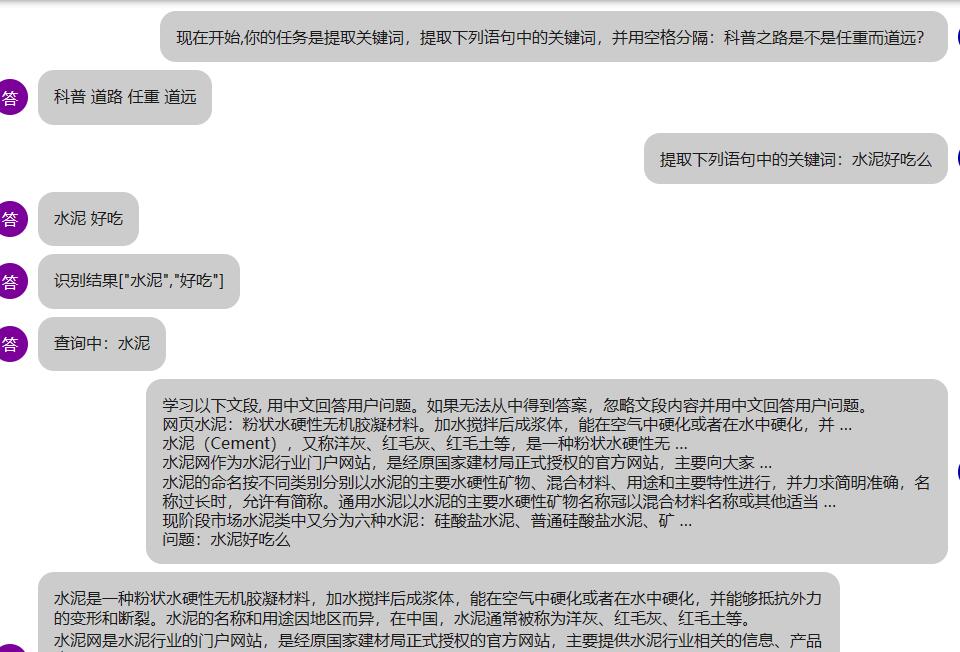 现在开始,你的任务是提取关键词，提取下列语句中的关键词，并用空格分隔：科普之路是不是任重而道远?
答
科普 道路 任重 道远
提取下列语句中的关键词：水泥好吃么
答
水泥 好吃
答
识别结果["水泥","好吃"]
答
查询中：水泥
学习以下文段, 用中文回答用户问题。如果无法从中得到答案，忽略文段内容并用中文回答用户问题。
网页水泥：粉状水硬性无机胶凝材料。加水搅拌后成浆体，能在空气中硬化或者在水中硬化，并 ...
水泥（Cement），又称洋灰、红毛灰、红毛土等，是一种粉状水硬性无 ...
水泥网作为水泥行业门户网站，是经原国家建材局正式授权的官方网站，主要向大家 ...
水泥的命名按不同类别分别以水泥的主要水硬性矿物、混合材料、用途和主要特性进行，并力求简明准确，名
称过长时，允许有简称。通用水泥以水泥的主要水硬性矿物名称冠以混合材料名称或其他适当 ...
现阶段市场水泥类中又分为六种水泥：硅酸盐水泥、普通硅酸盐水泥、矿 ...
问题：水泥好吃么
水泥是一种粉状水硬性无机胶凝材料，加水搅拌后成浆体，能在空气中硬化或者在水中硬化，并能够抵抗外力
的变形和断裂。水泥的名称和用途因地区而异，在中国，水泥通常被称为洋灰、红毛灰、红毛土等。
水泥网是水泥行业的门户网站，是经原国家建材局正式授权的官方网站，主要提供水泥行业相关的信息、产品